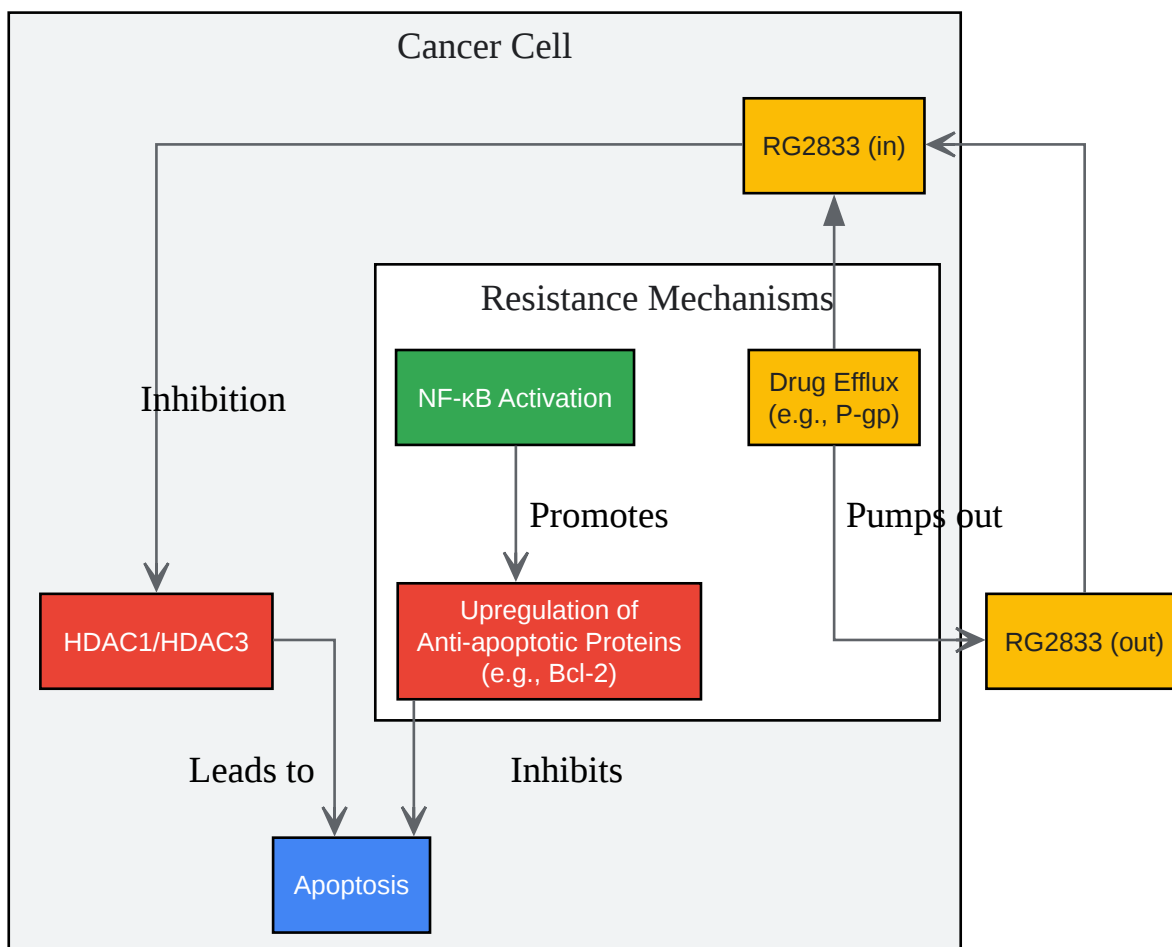 Cancer Cell
RG2833 (in)
Resistance Mechanisms
NF-κB Activation
Drug Efflux
(e.g., P-gp)
Inhibition
Promotes
Pumps out
HDAC1/HDAC3
Upregulation of
Anti-apoptotic Proteins
(e.g., Bcl-2)
RG2833 (out)
Leads to
Inhibits
Apoptosis